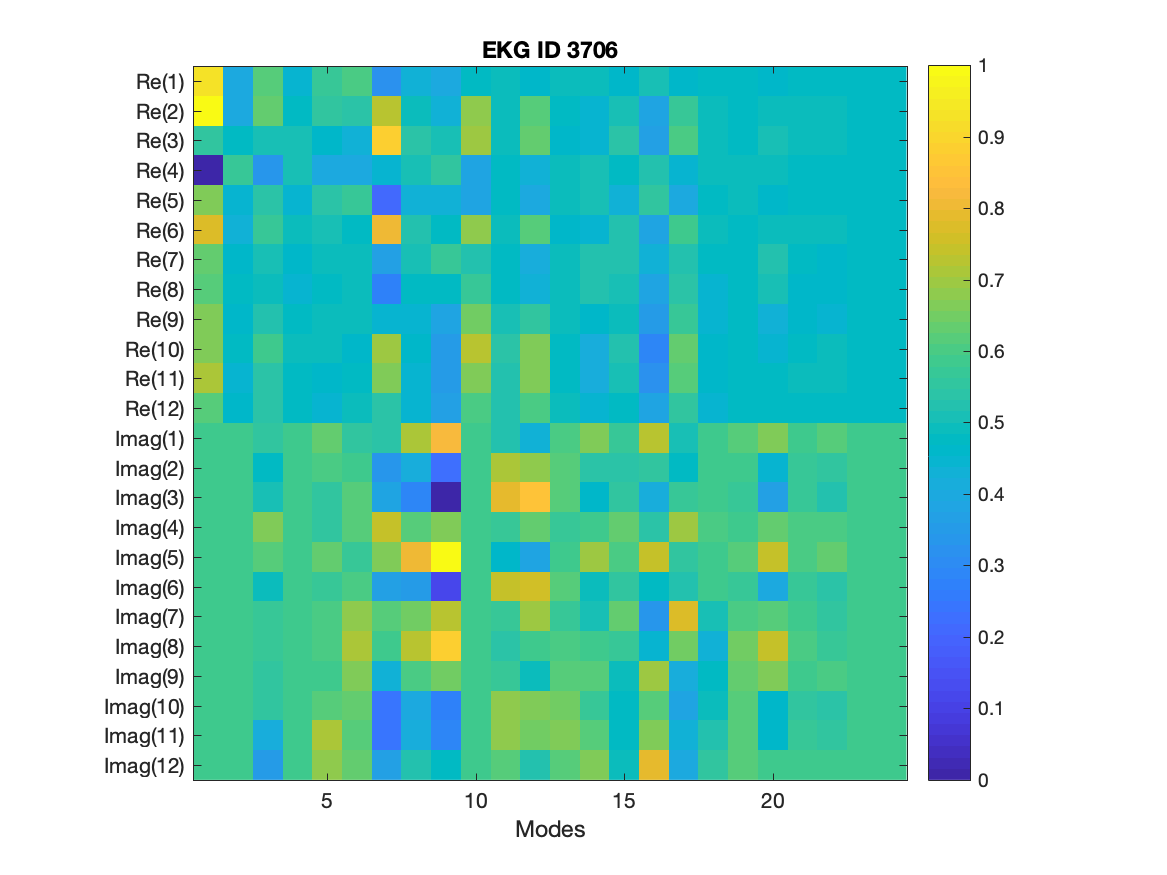 EKG ID 3706
Re(1)
Re(2)
Re(3)
Re(4)
Re(5)
Re(6)
Re(7)
Re(8)
Re(9)
Re(10)
Re(11)
Re(12)
Imag(1)
Imag(2)
Imag(3)
Imag(4)
Imag(5)
Imag(6)
Imag(7)
Imag(8)
Imag(9)
Imag(10)
Imag(11)
Imag(12)
5 10 15 20
Modes
1
0.9
0.8
0.7
0.6
0.5
0.4
0.3
0.2
0.1
0